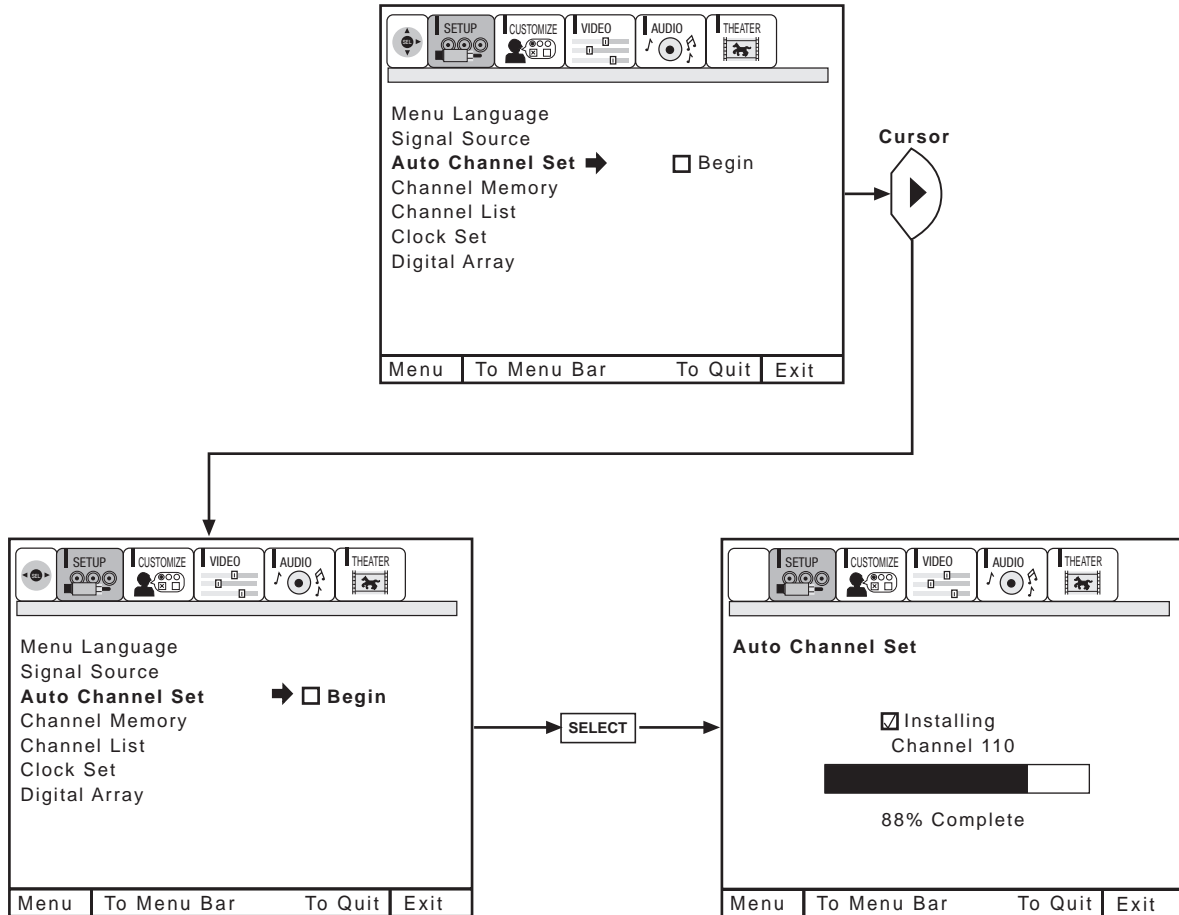 SETUP CUSTOMIZE VIDEO AUDIO THEATER
SEL
Menu Language
Signal Source
Auto Channel Set Begin
Channel Memory
Channel List
Clock Set
Digital Array
Menu To Menu Bar To Quit Exit
Cursor
SETUP CUSTOMIZE VIDEO AUDIO THEATER
SEL
Menu Language
Signal Source
Auto Channel Set Begin
Channel Memory
Channel List
Clock Set
Digital Array
Menu To Menu Bar To Quit Exit
SELECT
SETUP CUSTOMIZE VIDEO AUDIO THEATER
Auto Channel Set
Installing
Channel 110
88% Complete
Menu To Menu Bar To Quit Exit